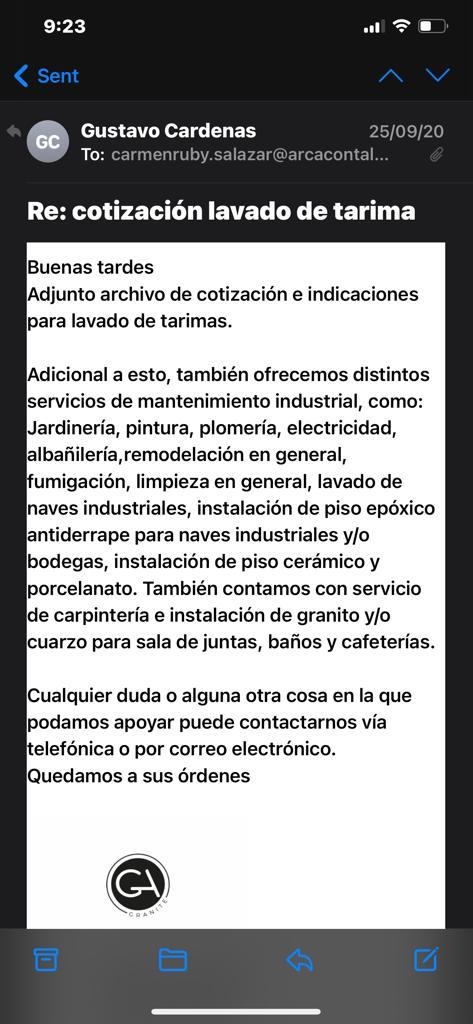 9:23
Sent
GC
Gustavo Cardenas
25/09/20
To: carmenruby.salazar@arcacontal...
Re: cotización lavado de tarima
Buenas tardes
Adjunto archivo de cotización e indicaciones
para lavado de tarimas.
Adicional a esto, también ofrecemos distintos
servicios de mantenimiento industrial, como:
Jardinería, pintura, plomería, electricidad,
albañilería,remodelación en general,
fumigación, limpieza en general, lavado de
naves industriales, instalación de piso epóxico
antiderrape para naves industriales y/o
bodegas, instalación de piso cerámico y
porcelanato. También contamos con servicio
de carpintería e instalación de granito y/o
cuarzo para sala de juntas, baños y cafeterías.
Cualquier duda o alguna otra cosa en la que
podamos apoyar puede contactarnos vía
telefónica o por correo electrónico.
Quedamos a sus órdenes
GA
GRANITE